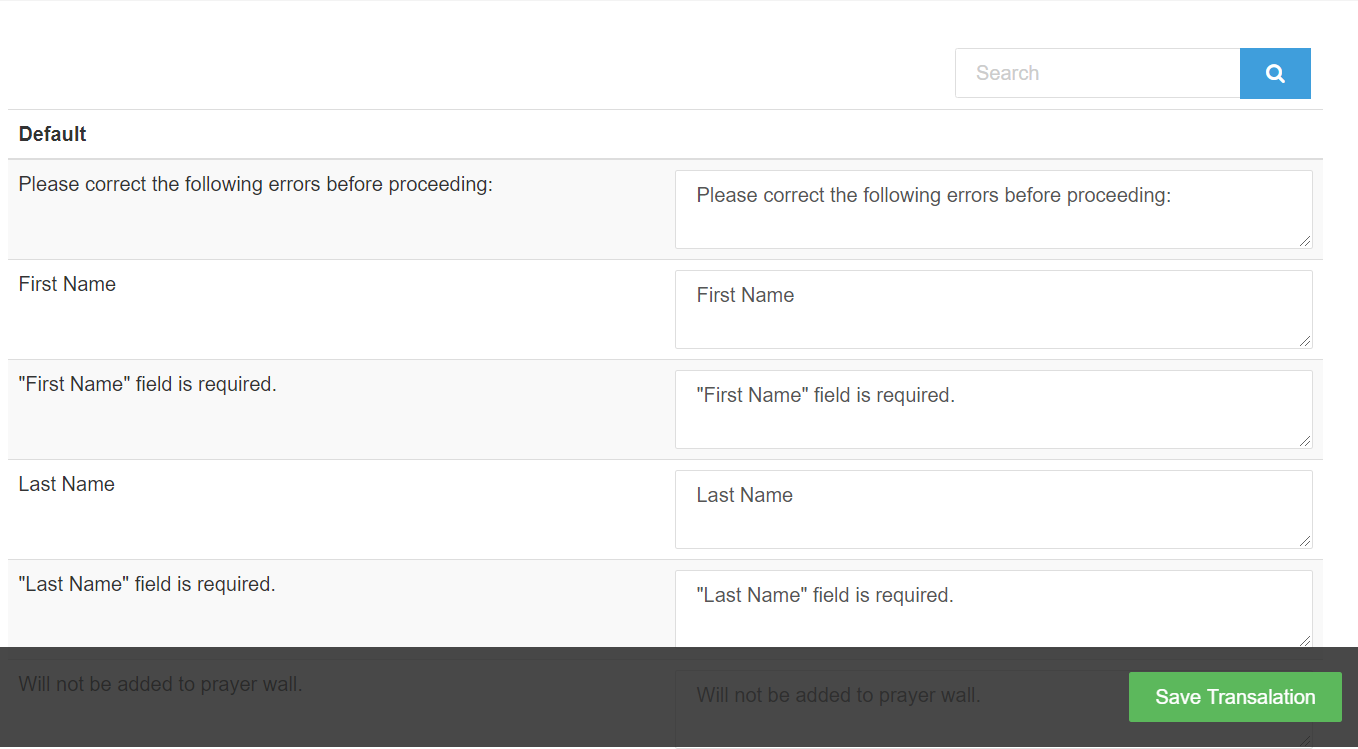 Search
Default
Please correct the following errors before proceeding:
Please correct the following errors before proceeding:
First Name
First Name
"First Name" field is required.
"First Name" field is required.
Last Name
Last Name
"Last Name" field is required.
"Last Name" field is required.
Will not be added to prayer wall.
Will not be added to prayer wall.
Save Transalation